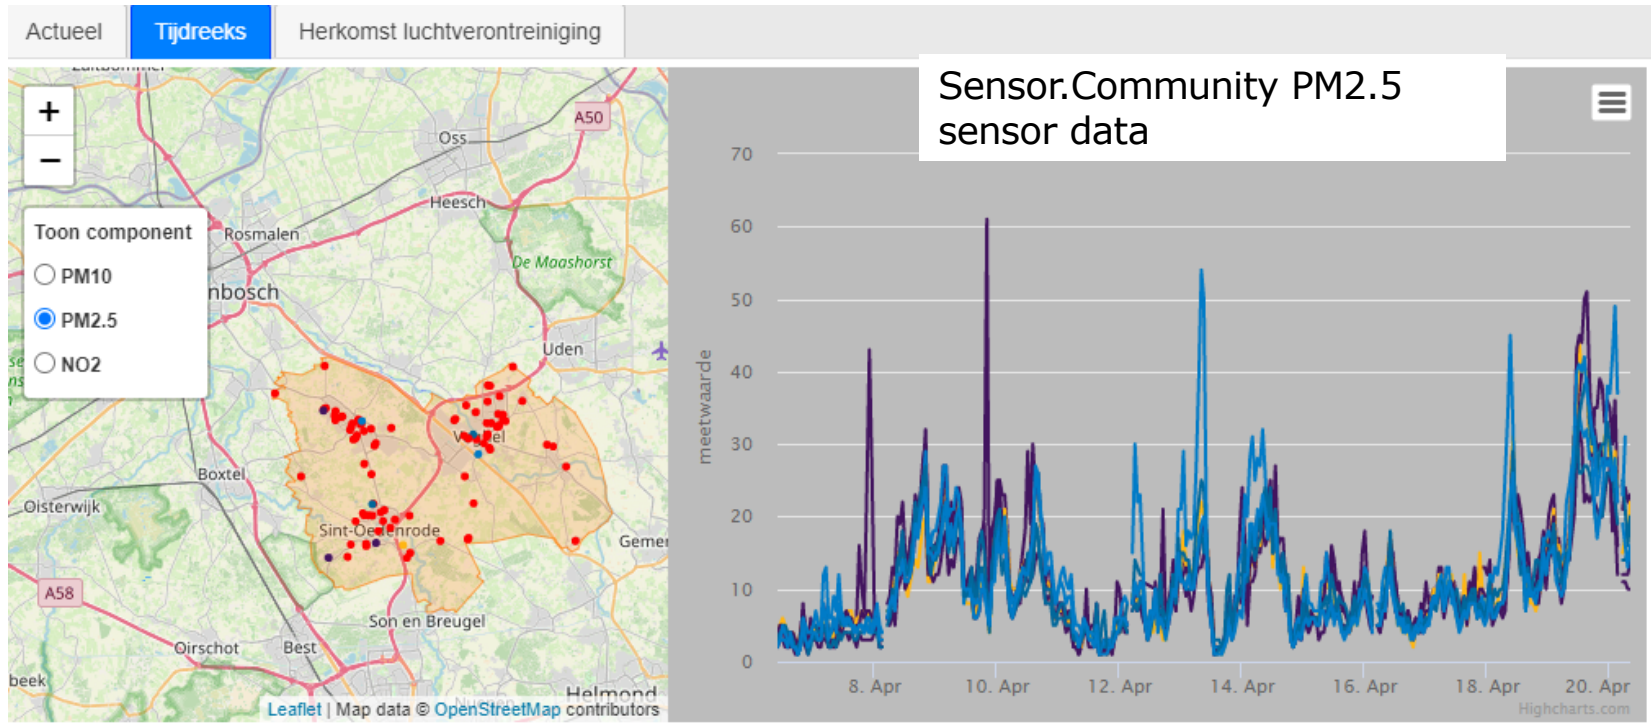 Actueel
Tijdreeks
Herkomst luchtverontreiniging
Sensor.Community PM2.5
sensor data
+
−
Toon component
PM10
PM2.5
NO2
A50
Oss
Heesch
Rosmalen
De Maashorst
nbosch
Uden
Boxtel
Oisterwijk
Sint-Oedenrode
Gemer
A58
Son en Breugel
Oirschot
Best
beek
Helmond
Leaflet | Map data © OpenStreetMap contributors
meetwaarde
70
60
50
40
30
20
10
0
8. Apr
10. Apr
12. Apr
14. Apr
16. Apr
18. Apr
20. Apr
Highcharts.com